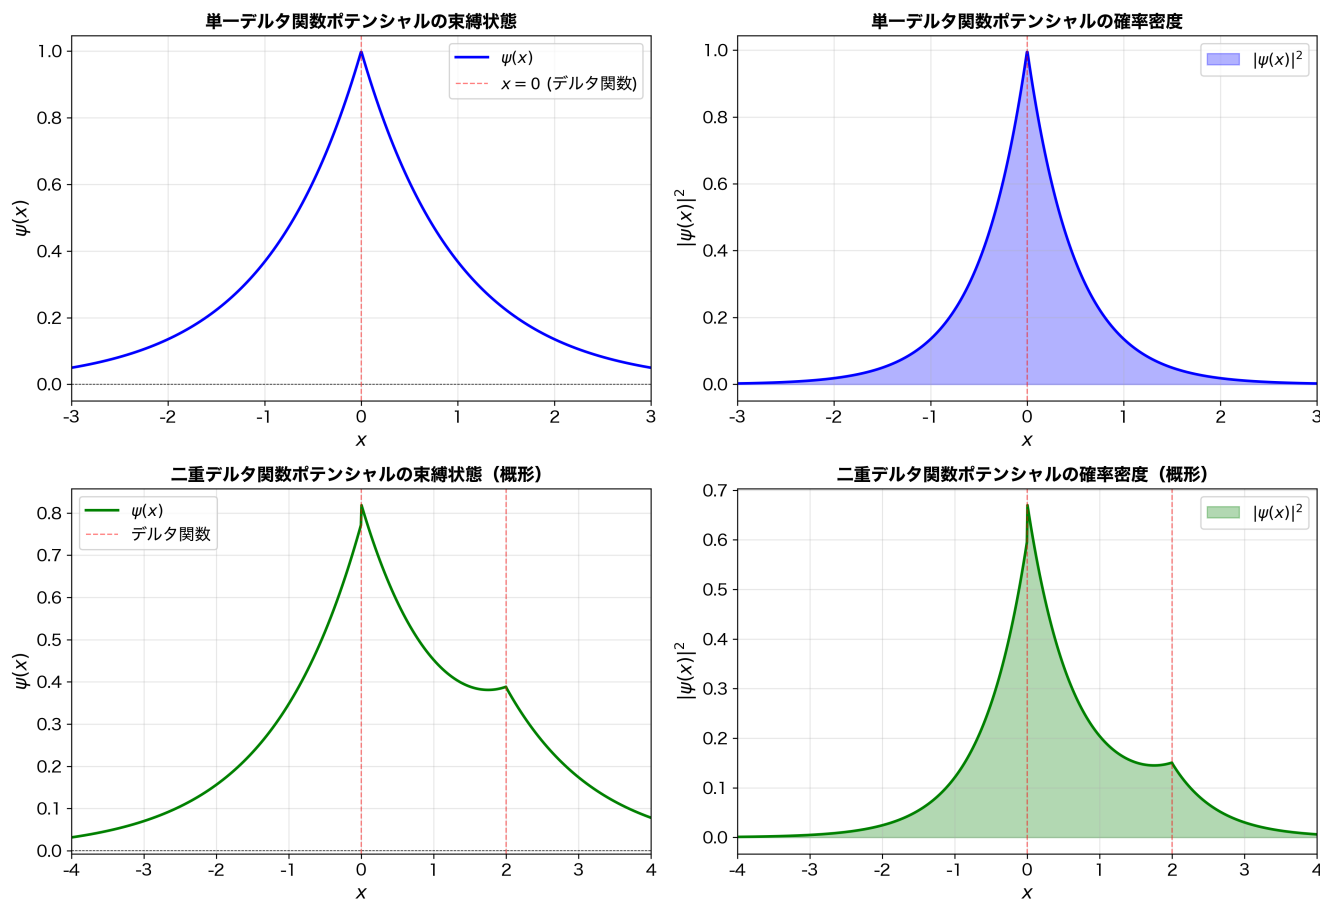 単一デルタ関数ポテンシャルの束縛状態
1.0
0.8
0.6
0.4
0.2
0.0
ψ(x)
ψ(x)
x = 0 (デルタ関数)
-3 -2 -1 0 1 2 3
x
単一デルタ関数ポテンシャルの確率密度
1.0
0.8
0.6
0.4
0.2
0.0
|ψ(x)|²
|ψ(x)|²
-3 -2 -1 0 1 2 3
x
二重デルタ関数ポテンシャルの束縛状態（概形）
0.8
0.7
0.6
0.5
0.4
0.3
0.2
0.1
0.0
ψ(x)
ψ(x)
デルタ関数
-4 -3 -2 -1 0 1 2 3 4
x
二重デルタ関数ポテンシャルの確率密度（概形）
0.7
0.6
0.5
0.4
0.3
0.2
0.1
0.0
|ψ(x)|²
|ψ(x)|²
-4 -3 -2 -1 0 1 2 3 4
x